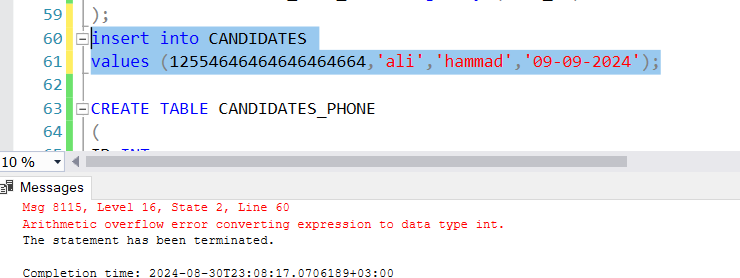 59 );
60 insert into CANDIDATES
61 values (12554646464646464664,'ali','hammad','09-09-2024');
62
63 CREATE TABLE CANDIDATES_PHONE
64 (
10 %
Messages
Msg 8115, Level 16, State 2, Line 60
Arithmetic overflow error converting expression to data type int.
The statement has been terminated.
Completion time: 2024-08-30T23:08:17.0706189+03:00